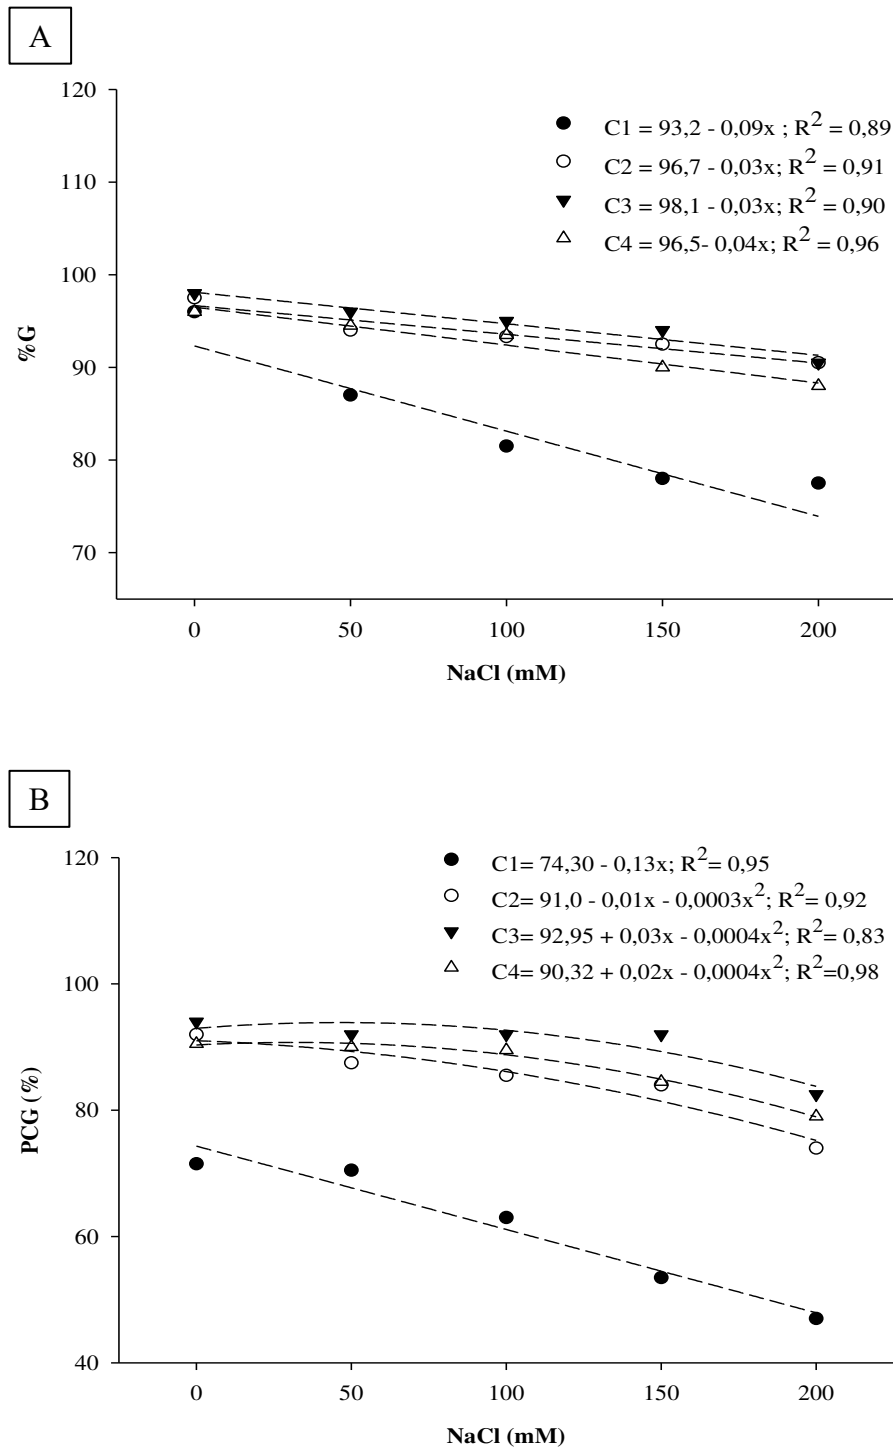 A
120
110
100
90
80
70
%G
C1 = 93,2 - 0,09x ; R² = 0,89
C2 = 96,7 - 0,03x; R² = 0,91
C3 = 98,1 - 0,03x; R² = 0,90
C4 = 96,5- 0,04x; R² = 0,96
0 50 100 150 200
NaCl (mM)
B
120
100
80
60
40
PCG (%)
C1= 74,30 - 0,13x; R²= 0,95
C2= 91,0 - 0,01x - 0,0003x²; R²= 0,92
C3= 92,95 + 0,03x - 0,0004x²; R²= 0,83
C4= 90,32 + 0,02x - 0,0004x²; R²=0,98
0 50 100 150 200
NaCl (mM)